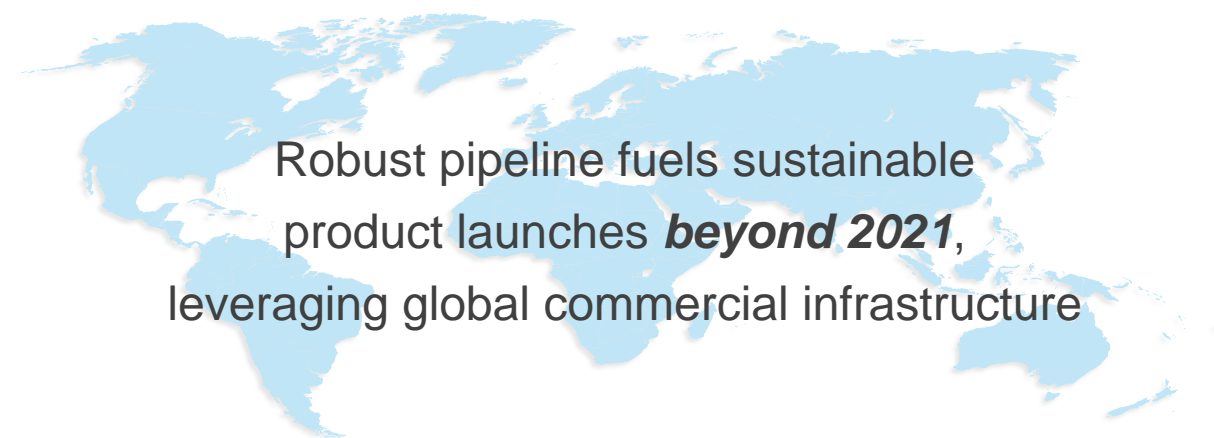 Robust pipeline fuels sustainable
product launches beyond 2021,
leveraging global commercial infrastructure